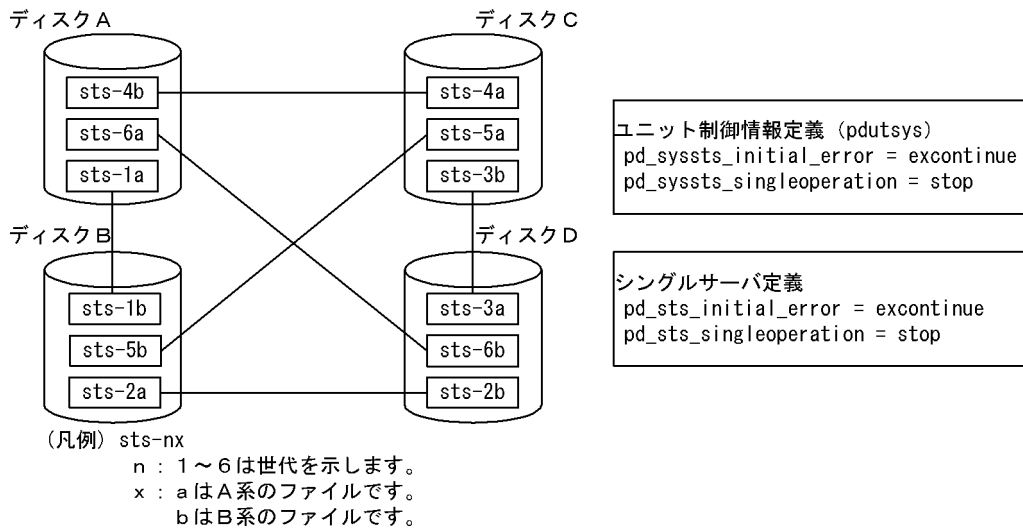 ディスクA
sts-4b
sts-6a
sts-1a
ディスクB
sts-1b
sts-5b
sts-2a
ディスクC
sts-4a
sts-5a
sts-3b
ディスクD
sts-3a
sts-6b
sts-2b
ユニット制御情報定義(pdutsys)
pd_syssts_initial_error = excontinue
pd_syssts_singleoperation = stop
シングルサーバ定義
pd_sts_initial_error = excontinue
pd_sts_singleoperation = stop
(凡例) sts-nx
n:1~6は世代を示します。
x:aはA系のファイルです。
bはB系のファイルです。